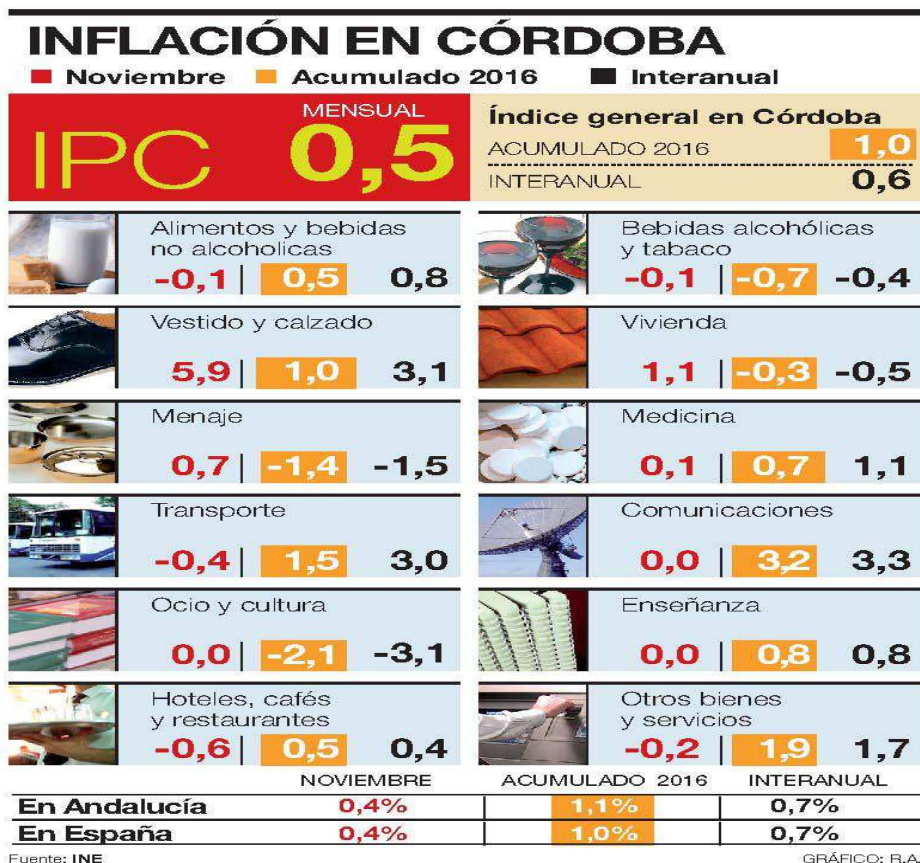 INFLACIÓN EN CÓRDOBA
Noviembre Acumulado 2016 Interanual
IPC MENSUAL 0,5
Índice general en Córdoba
ACUMULADO 2016 1,0
INTERANUAL 0,6
Alimentos y bebidas
no alcoholicas
-0,1 0,5 0,8
Bebidas alcohólicas
y tabaco
-0,1 -0,7 -0,4
Vestido y calzado
5,9 1,0 3,1
Vivienda
1,1 -0,3 -0,5
Menaje
0,7 -1,4 -1,5
Medicina
0,1 0,7 1,1
Transporte
-0,4 1,5 3,0
Comunicaciones
0,0 3,2 3,3
Ocio y cultura
0,0 -2,1 -3,1
Enseñanza
0,0 0,8 0,8
Hoteles, cafés
y restaurantes
-0,6 0,5 0,4
Otros bienes
y servicios
-0,2 1,9 1,7
NOVIEMBRE ACUMULADO 2016 INTERANUAL
En Andalucía 0,4% 1,1% 0,7%
En España 0,4% 1,0% 0,7%
Fuente: INE GRÁFICO: R.A.